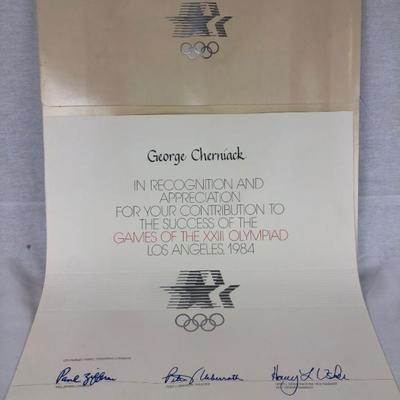 George Cherniack
IN RECOGNITION AND
APPRECIATION
FOR YOUR CONTRIBUTION TO
THE SUCCESS OF THE
GAMES OF THE XXIII OLYMPIAD
LOS ANGELES, 1984